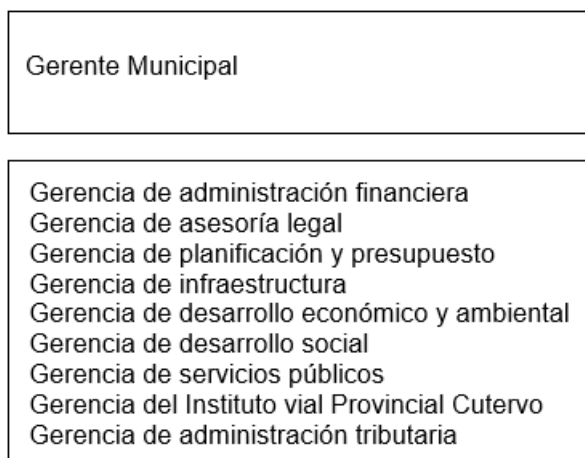 Gerente Municipal
Gerencia de administración financiera
Gerencia de asesoría legal
Gerencia de planificación y presupuesto
Gerencia de infraestructura
Gerencia de desarrollo económico y ambiental
Gerencia de desarrollo social
Gerencia de servicios públicos
Gerencia del Instituto vial Provincial Cutervo
Gerencia de administración tributaria